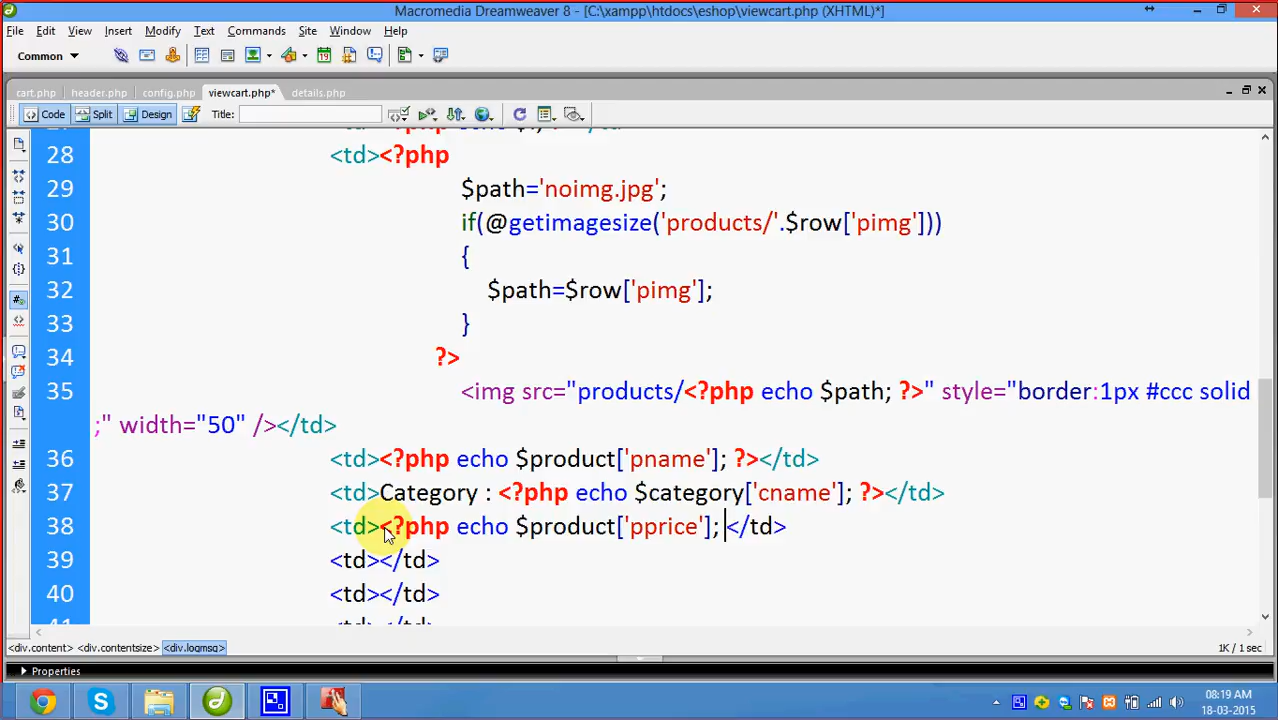 Macromedia Dreamweaver 8 - [C:\xampp\htdocs\eshop\viewcart.php (XHTML)*]
File Edit View Insert Modify Text Commands Site Window Help
Common
cart.php header.php config.php viewcart.php* details.php
Code Split Design Title:
28 <td><?php
29 $path='noimg.jpg';
30 if(@getimagesize('products/'.$row['pimg']))
31 {
32 $path=$row['pimg'];
33 }
34 ?>
35 <img src="products/<?php echo $path; ?>" style="border:1px #ccc solid
;" width="50" /></td>
36 <td><?php echo $product['pname']; ?></td>
37 <td>Category : <?php echo $category['cname']; ?></td>
38 <td><?php echo $product['pprice']; </td>
39 <td></td>
40 <td></td>
<div.content> <div.contentsize> <div.logmsg> 1K / 1 sec
Properties
08:19 AM
18-03-2015